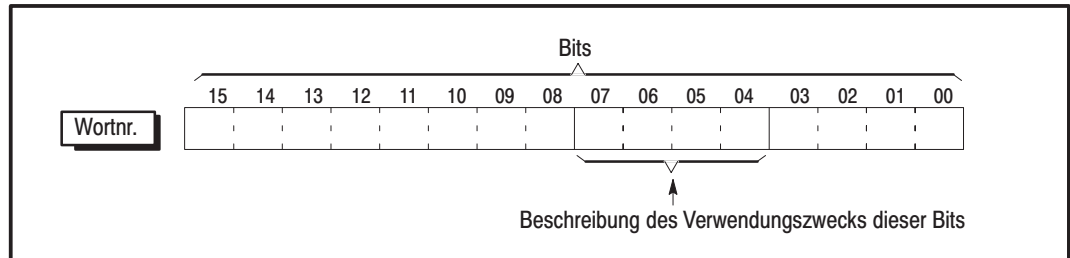 Bits
15 14 13 12 11 10 09 08 07 06 05 04 03 02 01 00
Wortnr.
Beschreibung des Verwendungszwecks dieser Bits